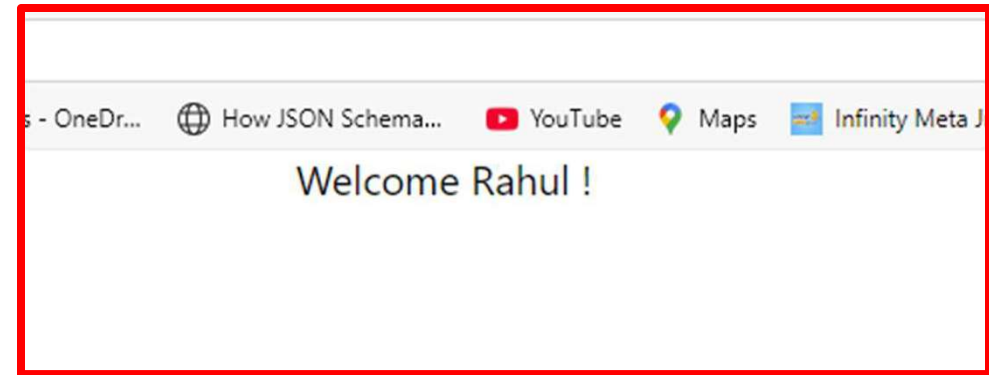 s - OneDr... How JSON Schema... YouTube Maps Infinity Meta J
Welcome Rahul !